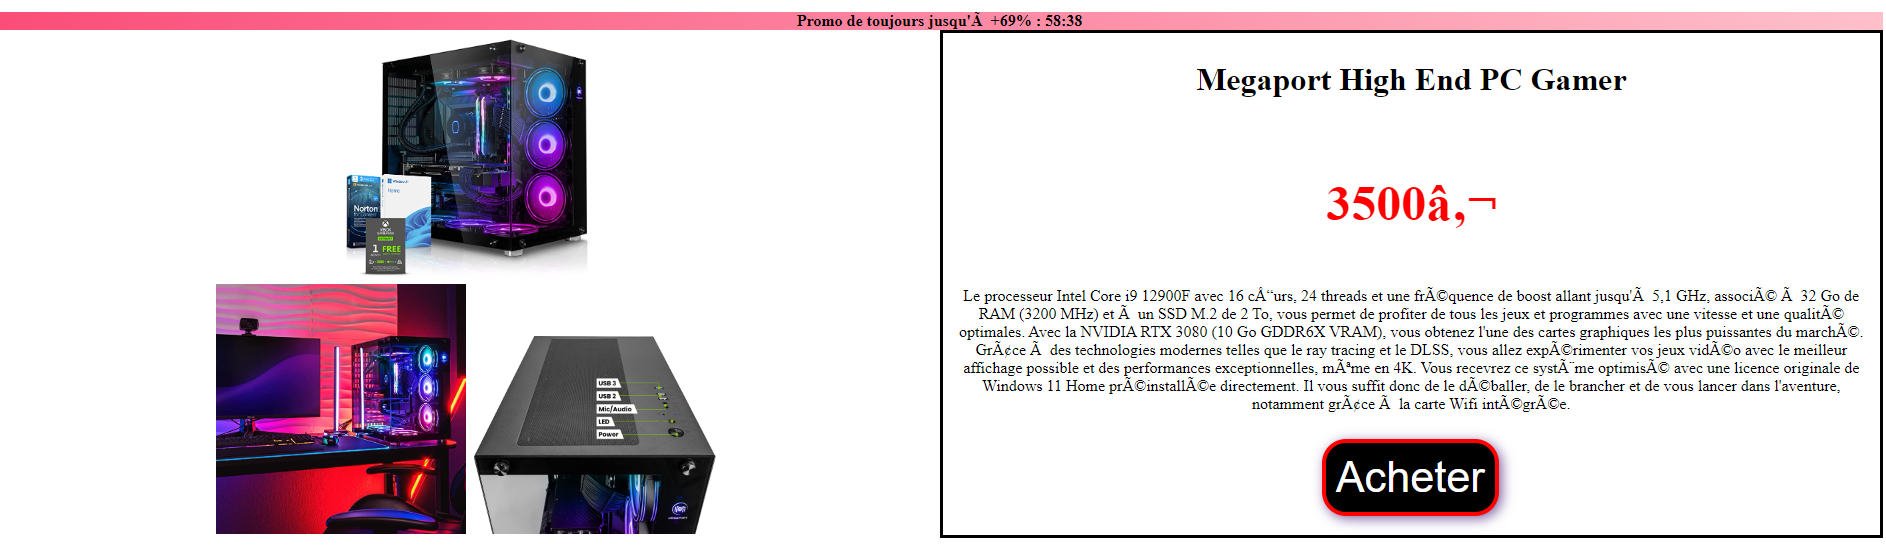 Promo de toujours jusqu'Ã  +69% : 58:38
Megaport High End PC Gamer
3500â‚¬
Norton
Home
XBOX
1 FREE
Le processeur Intel Core i9 12900F avec 16 cÅ“urs, 24 threads et une frÃ©quence de boost allant jusqu'Ã  5,1 GHz, associÃ© Ã  32 Go de
RAM (3200 MHz) et Ã  un SSD M.2 de 2 To, vous permet de profiter de tous les jeux et programmes avec une vitesse et une qualitÃ©
optimales. Avec la NVIDIA RTX 3080 (10 Go GDDR6X VRAM), vous obtenez l'une des cartes graphiques les plus puissantes du marchÃ©.
GrÃ¢ce Ã  des technologies modernes telles que le ray tracing et le DLSS, vous allez expÃ©rimenter vos jeux vidÃ©o avec le meilleur
affichage possible et des performances exceptionnelles, mÃªme en 4K. Vous recevrez ce systÃ¨me optimisÃ© avec une licence originale de
Windows 11 Home prÃ©installÃ©e directement. Il vous suffit donc de le dÃ©baller, de le brancher et de vous lancer dans l'aventure,
notamment grÃ¢ce Ã  la carte Wifi intÃ©grÃ©e.
USB 3
USB 2
Mic/Audio
LED
Power
Acheter